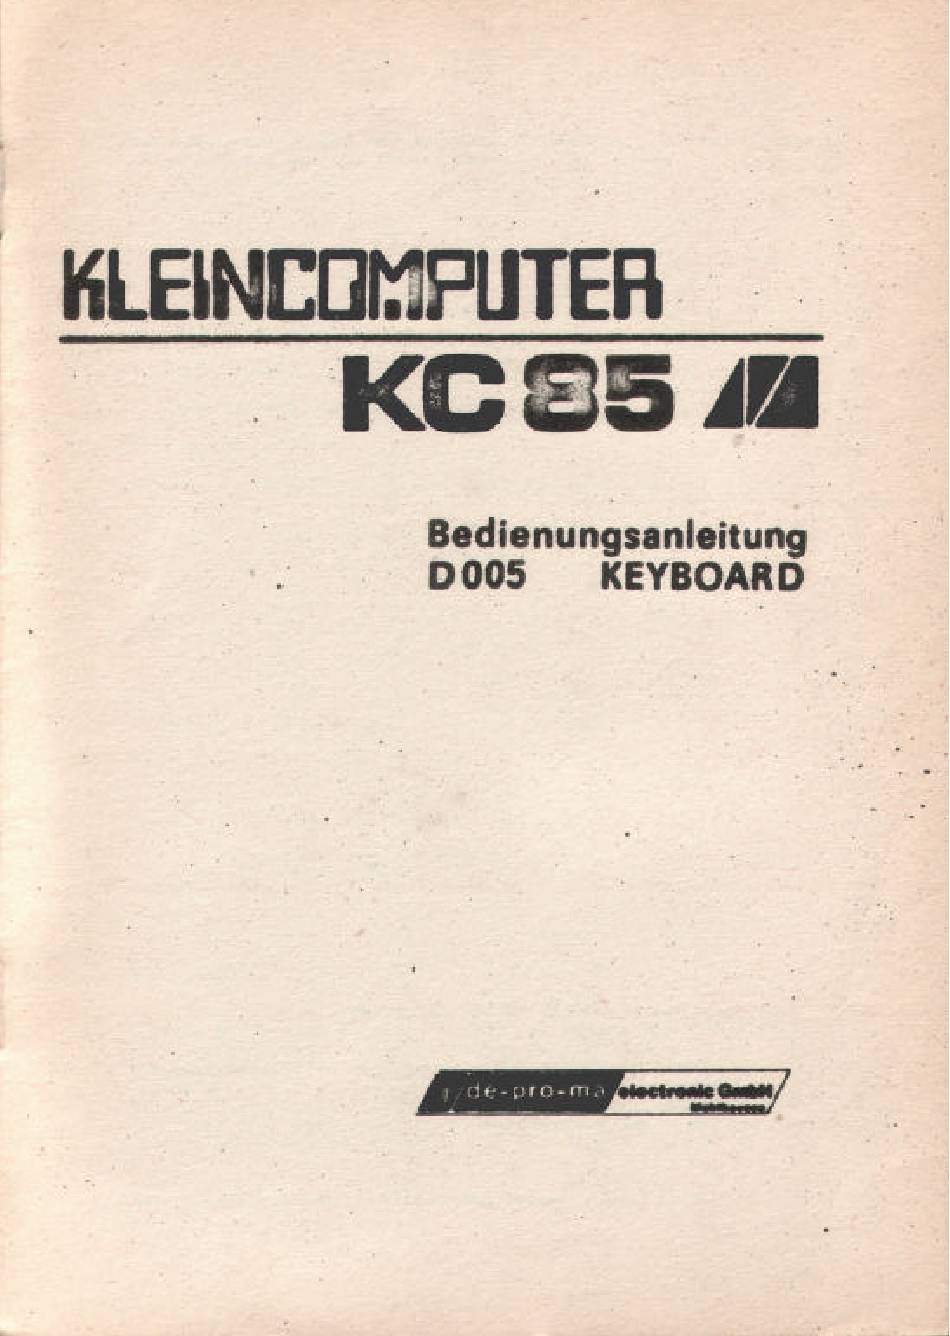 KLEINCOMPUTER
KC 85
Bedienungsanleitung
D005 KEYBOARD
de-pro-ma electronic GmbH